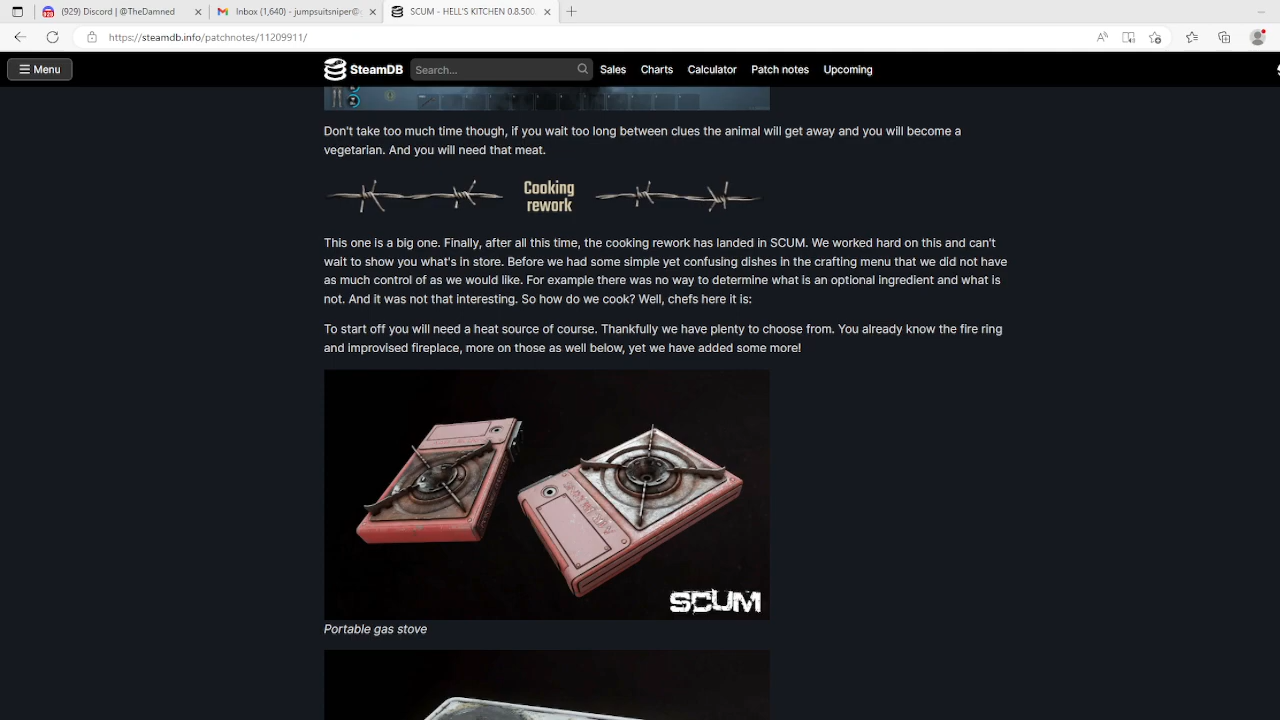 (929) Discord | @TheDamned
Inbox (1,640) - jumpsuitsniper@
SCUM - HELL'S KITCHEN 0.8.500
https://steamdb.info/patchnotes/11209911/
Menu
SteamDB
Search...
Sales
Charts
Calculator
Patch notes
Upcoming
Don't take too much time though, if you wait too long between clues the animal will get away and you will become a
vegetarian. And you will need that meat.
Cooking
rework
This one is a big one. Finally, after all this time, the cooking rework has landed in SCUM. We worked hard on this and can't
wait to show you what's in store. Before we had some simple yet confusing dishes in the crafting menu that we did not have
as much control of as we would like. For example there was no way to determine what is an optional ingredient and what is
not. And it was not that interesting. So how do we cook? Well, chefs here it is:
To start off you will need a heat source of course. Thankfully we have plenty to choose from. You already know the fire ring
and improvised fireplace, more on those as well below, yet we have added some more!
SCUM
Portable gas stove